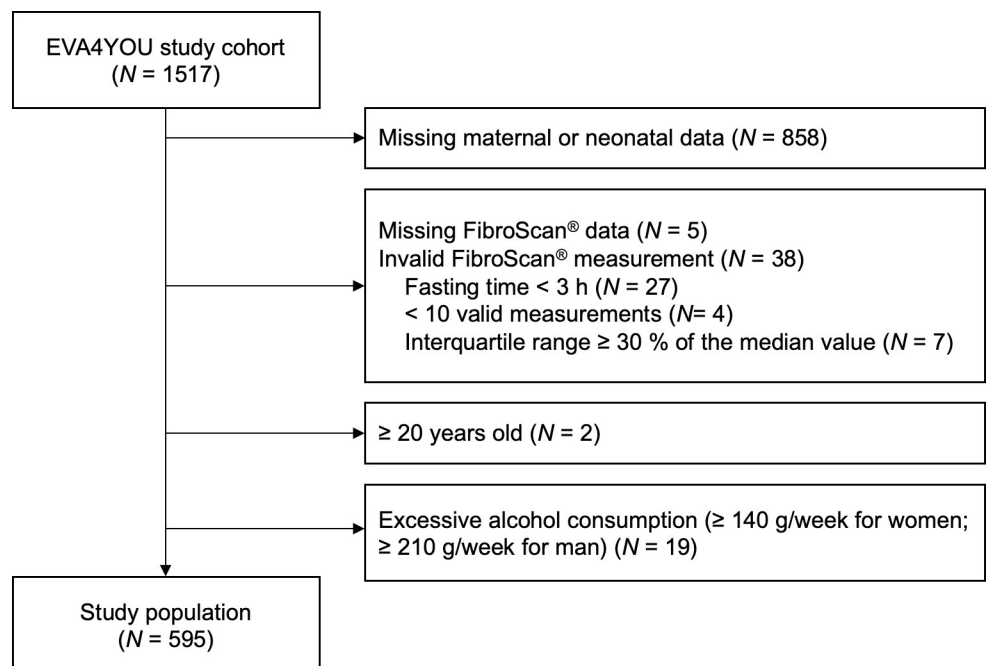 EVA4YOU study cohort
(N = 1517)
Missing maternal or neonatal data (N = 858)
Missing FibroScan® data (N = 5)
Invalid FibroScan® measurement (N = 38)
Fasting time < 3 h (N = 27)
< 10 valid measurements (N= 4)
Interquartile range ≥ 30 % of the median value (N = 7)
≥ 20 years old (N = 2)
Excessive alcohol consumption (≥ 140 g/week for women;
≥ 210 g/week for man) (N = 19)
Study population
(N = 595)